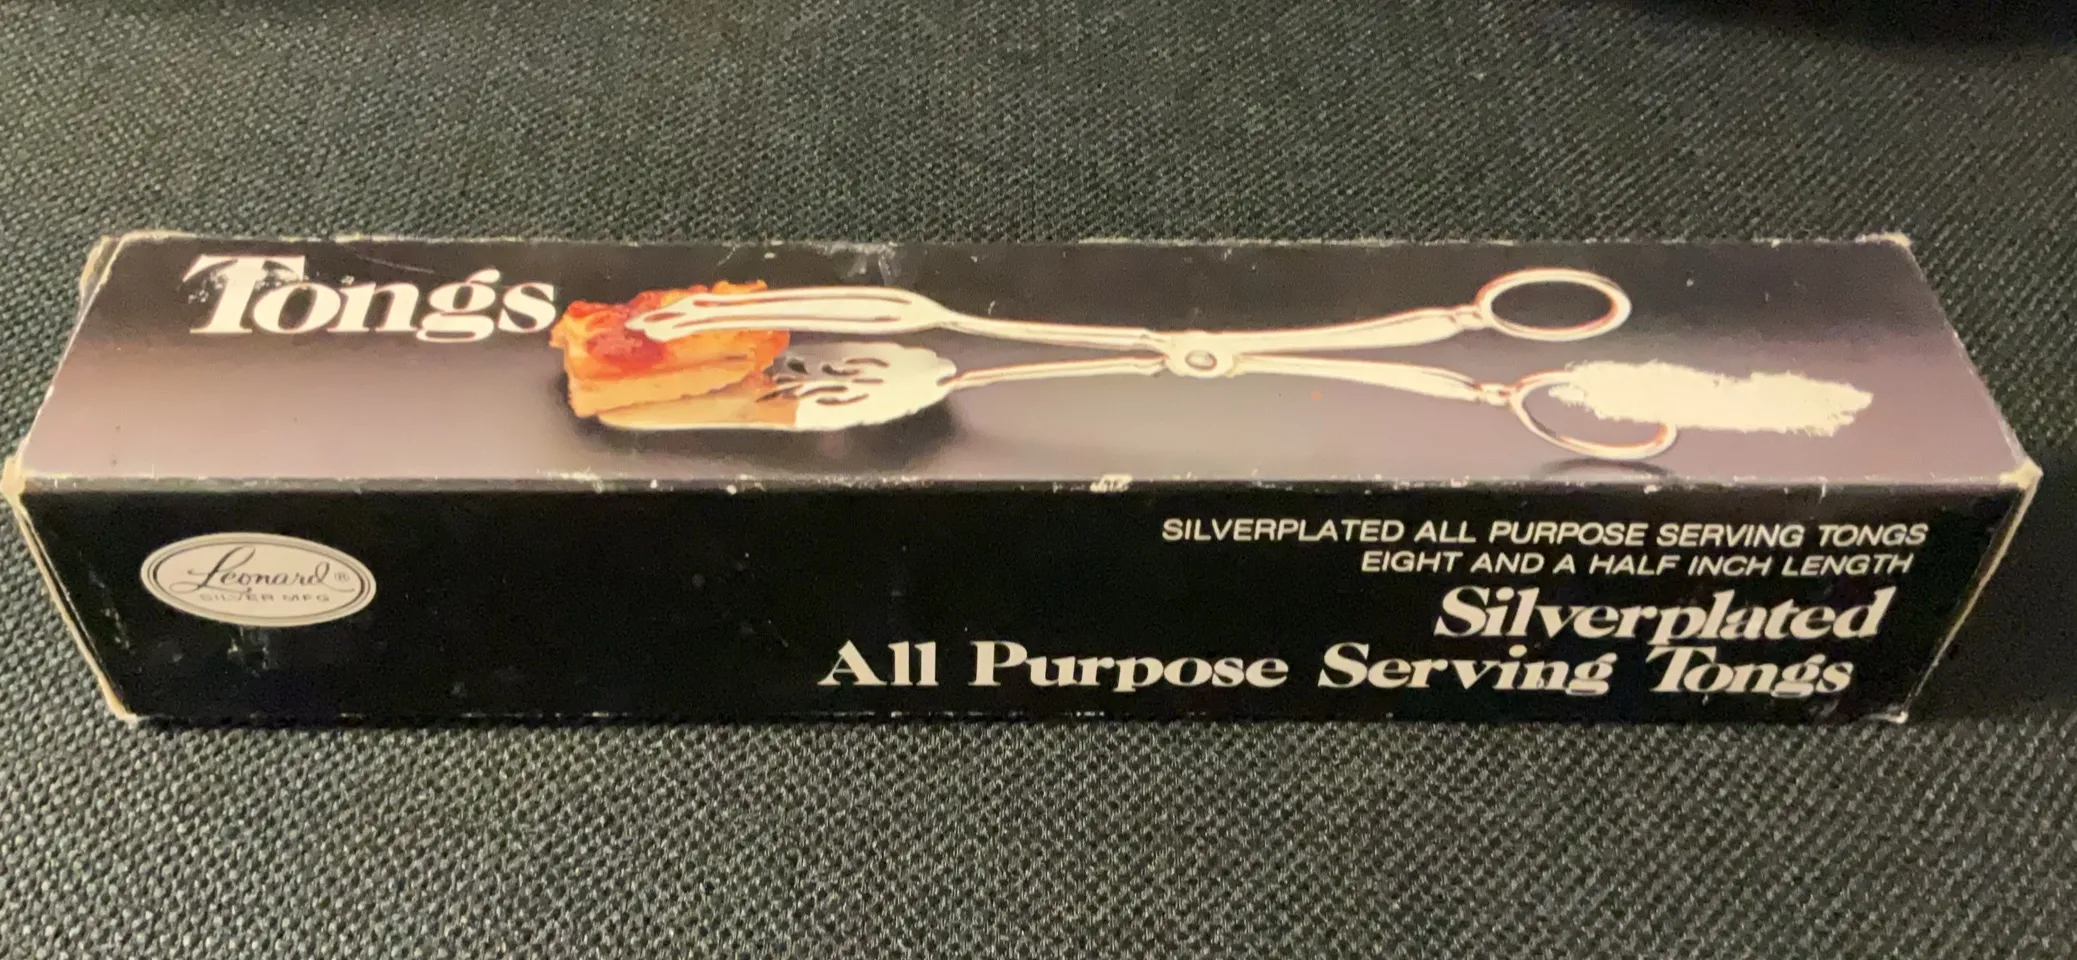 Tongs
Leonard®
SILVER MFG
SILVERPLATED ALL PURPOSE SERVING TONGS
EIGHT AND A HALF INCH LENGTH
Silverplated
All Purpose Serving Tongs